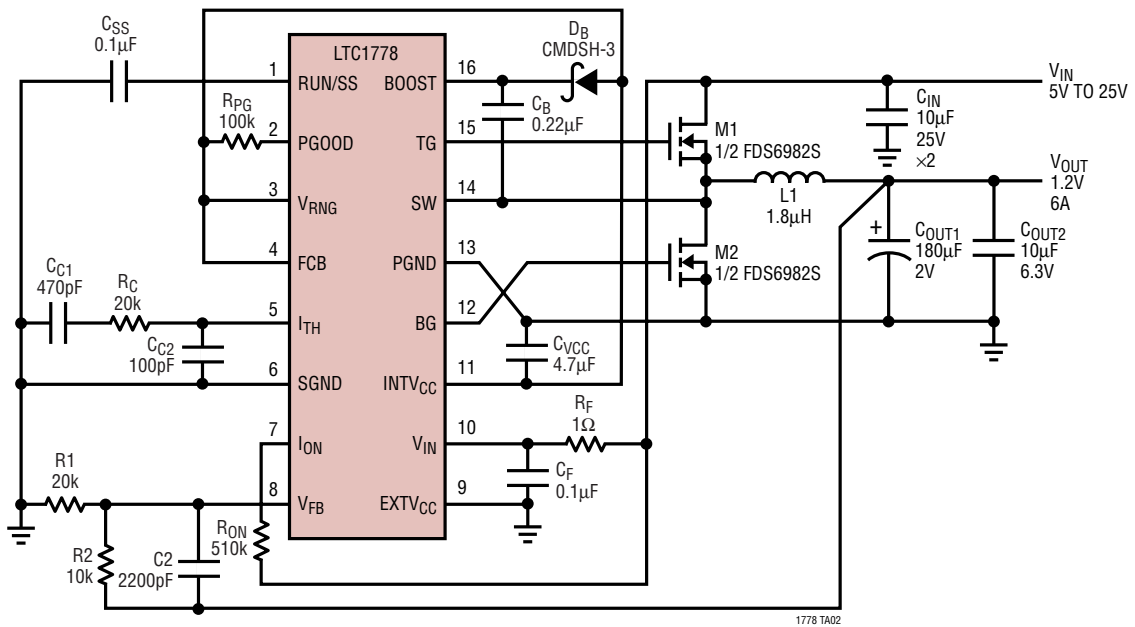 CSS
0.1µF
1
RUN/SS
RPG
100k
2
PGOOD
3
VRNG
4
FCB
CC1
470pF
RC
20k
5
ITH
CC2
100pF
6
SGND
7
ION
R1
20k
8
VFB
R2
10k
C2
2200pF
RON
510k
LTC1778
16
BOOST
15
TG
14
SW
13
PGND
12
BG
11
INTVCC
10
VIN
9
EXTVCC
DB
CMDSH-3
CB
0.22µF
M1
1/2 FDS6982S
L1
1.8µH
M2
1/2 FDS6982S
CVCC
4.7µF
RF
1Ω
CF
0.1µF
VIN
5V TO 25V
CIN
10µF
25V
×2
VOUT
1.2V
6A
+
COUT1
180µF
2V
COUT2
10µF
6.3V
1778 TA02